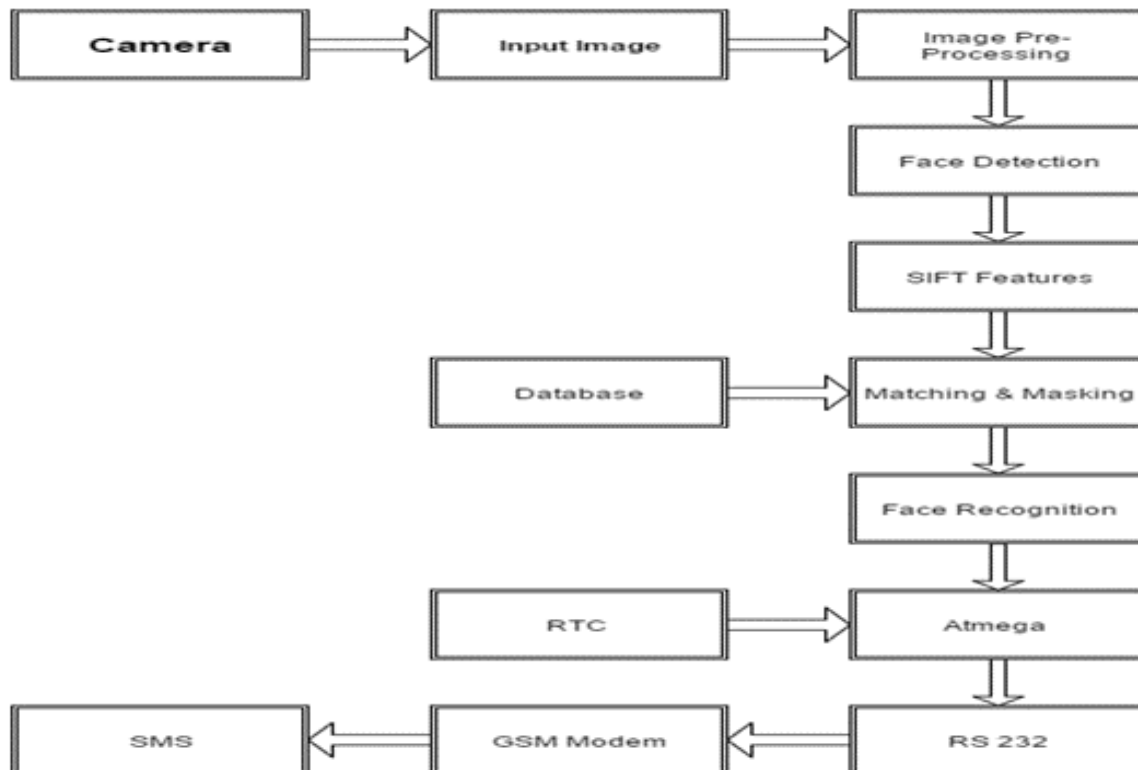 Camera
Input Image
Image Pre-
Processing
Face Detection
SIFT Features
Database
Matching & Masking
Face Recognition
RTC
Atmega
SMS
GSM Modem
RS 232